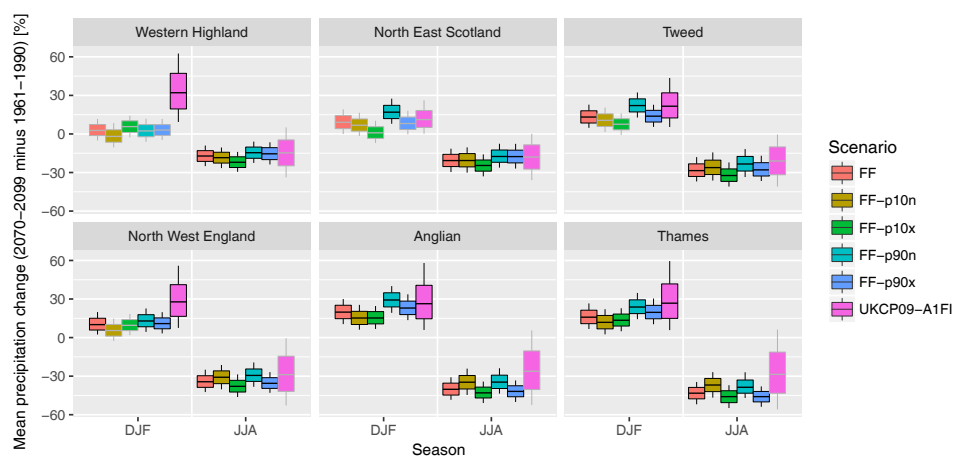 Mean precipitation change (2070−2099 minus 1961−1990) [%]
Western Highland
North East Scotland
Tweed
60
30
0
−30
−60
North West England
Anglian
Thames
60
30
0
−30
−60
DJF
JJA
DJF
JJA
DJF
JJA
Season
Scenario
FF
FF−p10n
FF−p10x
FF−p90n
FF−p90x
UKCP09−A1FI